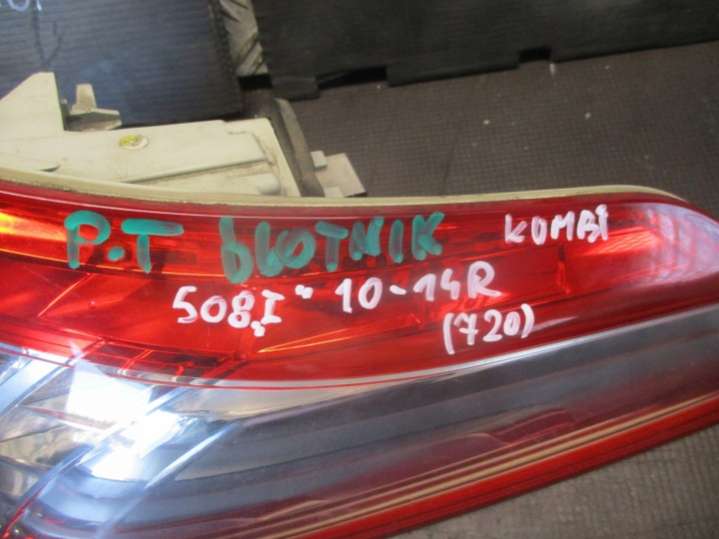 P.T BŁOTNIK KOMBi
508 „I" 10-14R
(720)